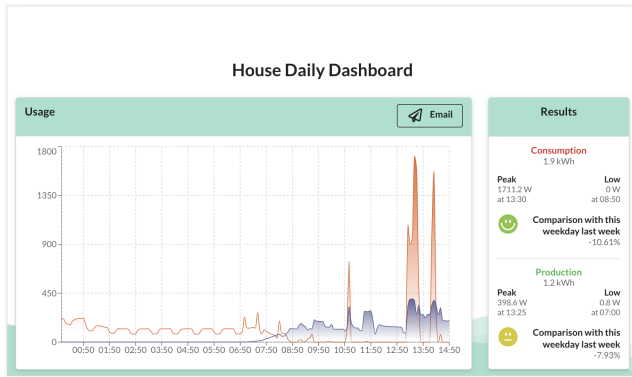 House Daily Dashboard
Usage
Email
1800
1350
900
450
0
00:50 01:50 02:50 03:50 04:50 05:50 06:50 07:50 08:50 09:50 10:50 11:50 12:50 13:50 14:50
Results
Consumption
1.9 kWh
Peak Low
1711.2 W 0 W
at 13:30 at 08:50
Comparison with this
weekday last week
-10.61%
Production
1.2 kWh
Peak Low
398.6 W 0.8 W
at 13:25 at 07:00
Comparison with this
weekday last week
-7.93%